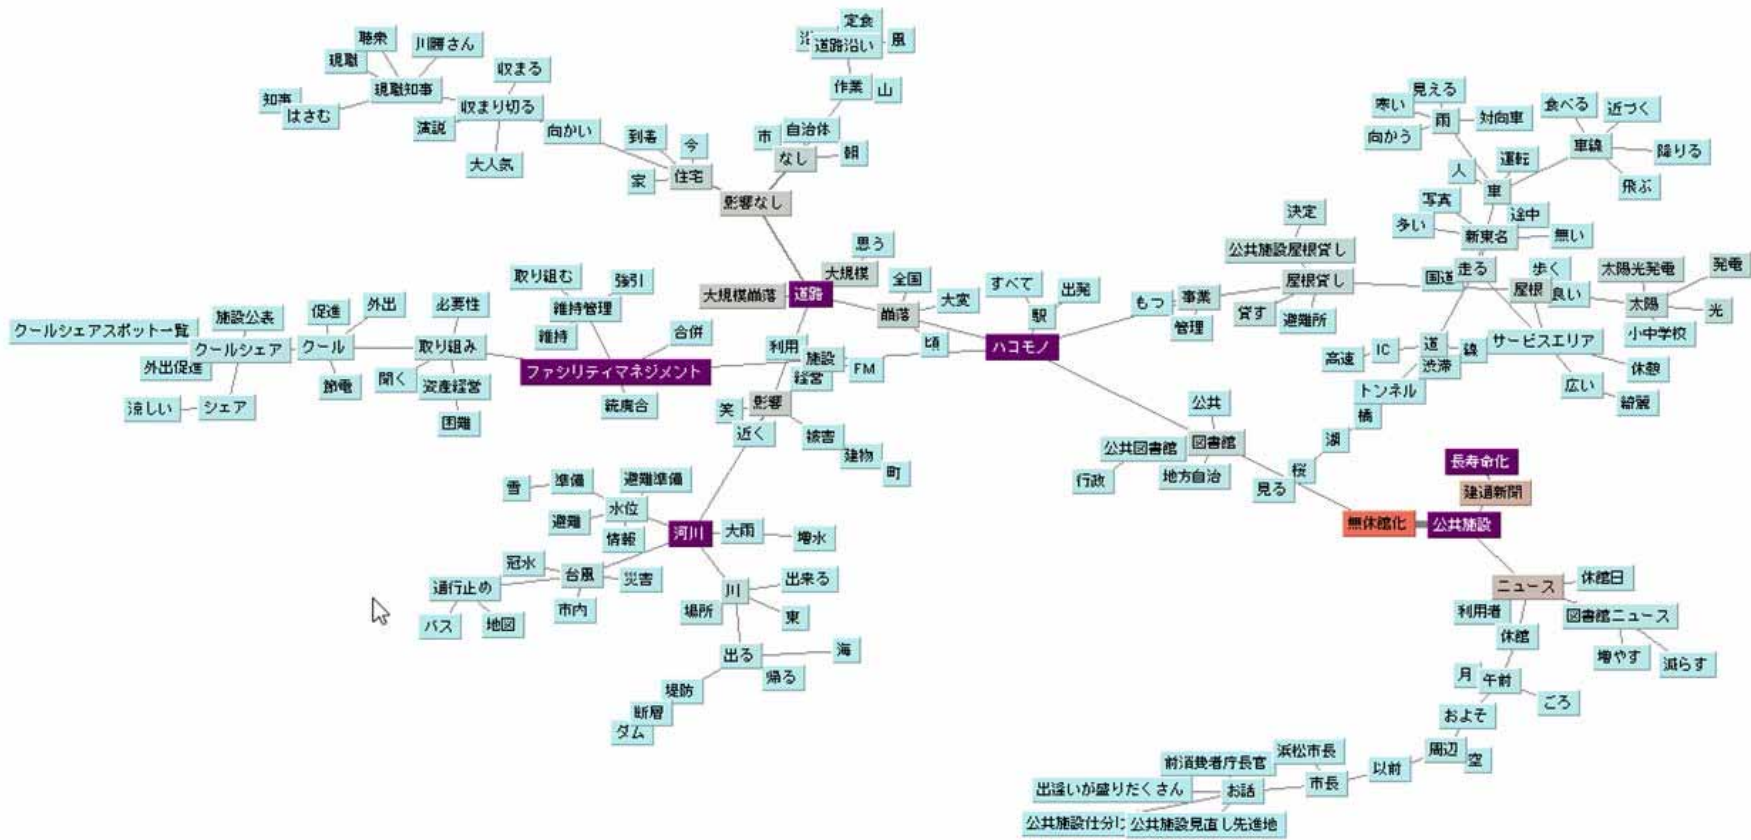 定食
道路沿い
風
聴衆
川勝さん
現職
収まる
現職知事
作業
山
知事
はさむ
収まり切る
演説
向かい
大人気
到着
今
家
住宅
市
自治体
なし
朝
影響なし
見える
寒い
雨
対向車
向かう
食べる
近づく
車線
降りる
飛ぶ
運転
人
車
写真
途中
多い
新東名
無い
決定
公共施設屋根貸し
屋根貸し
貸す
避難所
国道
走る
歩く
屋根
良い
太陽光発電
発電
太陽
光
小中学校
思う
大規模
大規模崩落
道路
全国
大変
崩落
頃
すべて
出発
駅
もつ
事業
管理
ハコモノ
取り組む
強引
維持管理
維持
合併
利用
施設
経営
FM
ファシリティマネジメント
統廃合
必要性
取り組み
聞く
資産経営
困難
外出
促進
クール
節電
施設公表
クールシェアスポット一覧
クールシェア
外出促進
涼しい
シェア
サービスエリア
高速
IC
道
線
渋滞
休憩
広い
綺麗
トンネル
橋
湖
桜
見る
公共
公共図書館
図書館
行政
地方自治
笑
影響
近く
被害
建物
町
長寿命化
建通新聞
無休館化
公共施設
雪
準備
避難準備
避難
水位
情報
河川
大雨
増水
冠水
台風
災害
通行止め
市内
バス
地図
川
出来る
場所
東
出る
海
帰る
堤防
断層
ダム
ニュース
休館日
利用者
図書館ニュース
休館
増やす
減らす
月
午前
ごろ
およそ
周辺
空
以前
浜松市長
市長
前消費者庁長官
お話
出逢いが盛りだくさん
公共施設仕分け
公共施設見直し先進地